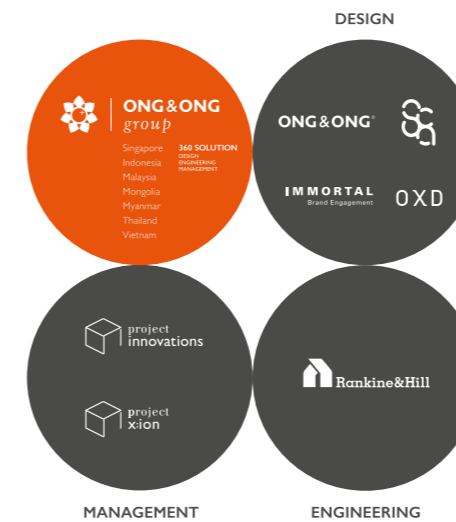 DESIGN
ONG&ONG
group
Singapore
Indonesia
Malaysia
Mongolia
Myanmar
Thailand
Vietnam
360 SOLUTION
DESIGN
ENGINEERING
MANAGEMENT
ONG&ONG®
IMMORTAL
Brand Engagement
OXD
project
innovations
project
x:ion
Rankine&Hill
MANAGEMENT
ENGINEERING